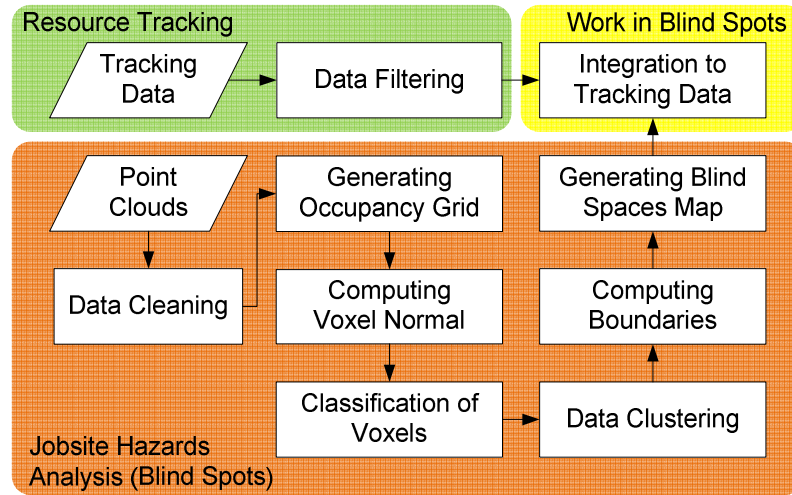 Resource Tracking
Work in Blind Spots
Tracking
Data
Data Filtering
Integration to
Tracking Data
Point
Clouds
Generating
Occupancy Grid
Generating Blind
Spaces Map
Data Cleaning
Computing
Voxel Normal
Computing
Boundaries
Classification of
Voxels
Data Clustering
Jobsite Hazards
Analysis (Blind Spots)